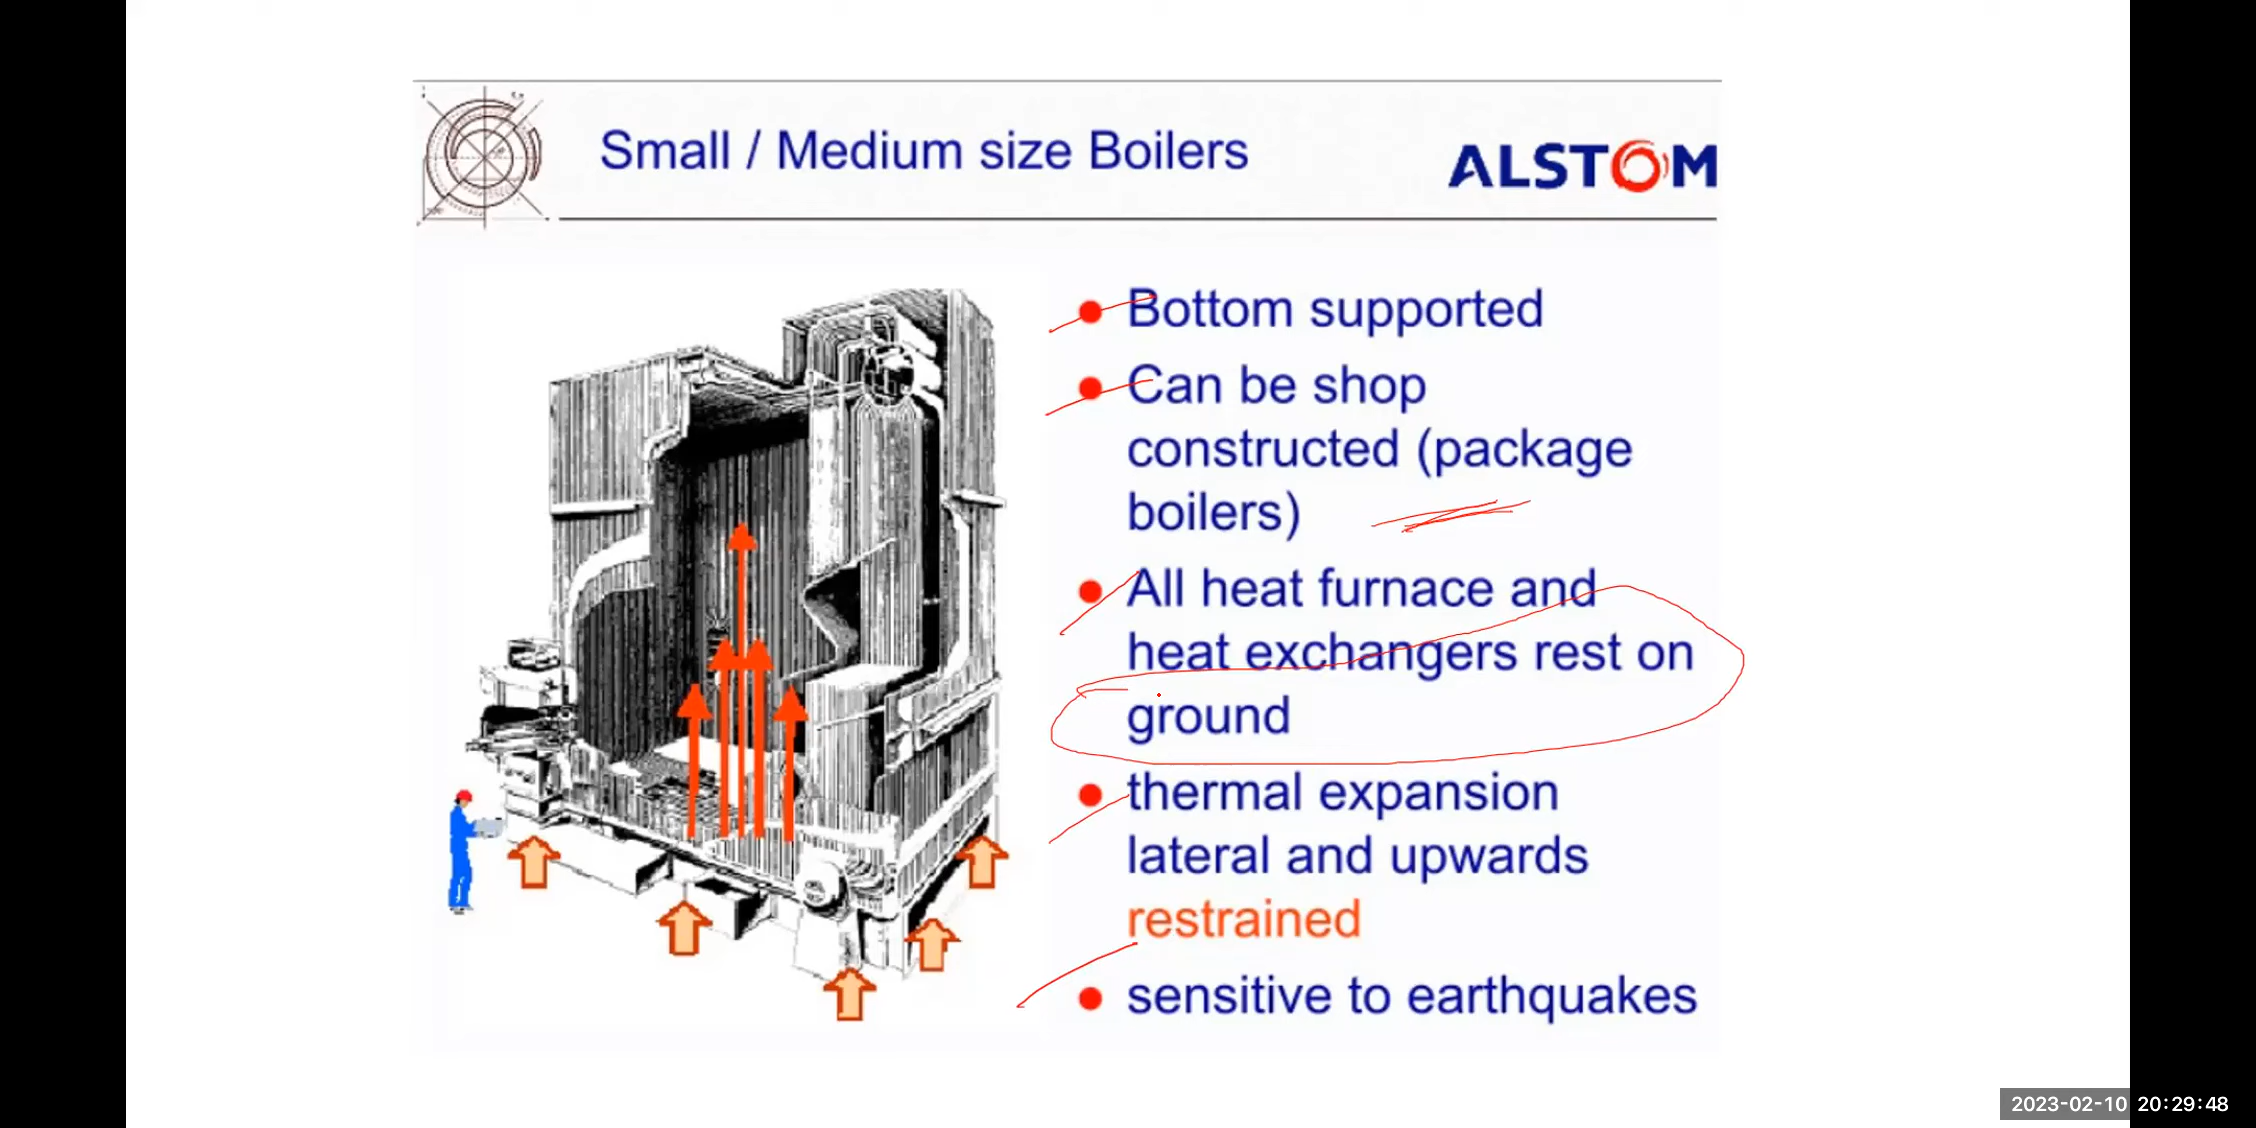 Small / Medium size Boilers
ALSTOM
Bottom supported
Can be shop
constructed (package
boilers)
All heat furnace and
heat exchangers rest on
ground
thermal expansion
lateral and upwards
restrained
sensitive to earthquakes
2023-02-10 20:29:48